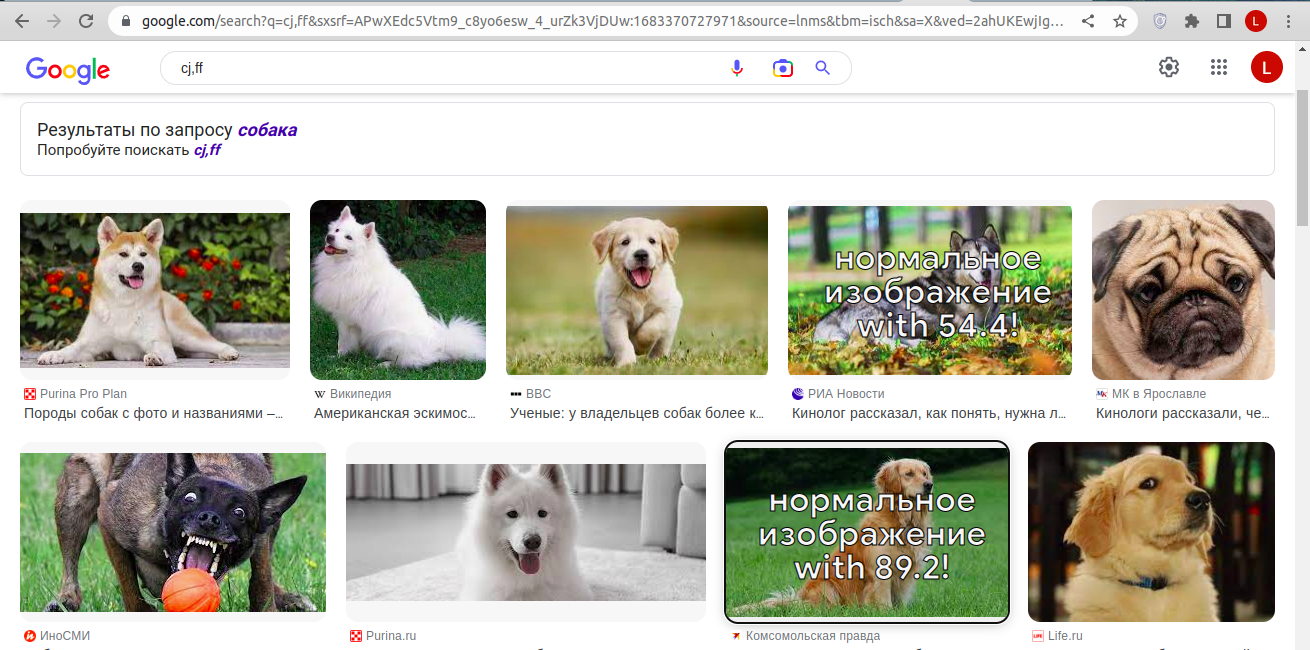 google.com/search?q=cj,ff&sxsrf=APwXEdc5Vtm9_c8yo6esw_4_urZk3VjDUw:1683370727971&source=lnms&tbm=isch&sa=X&ved=2ahUKEwjIg…
L
Google
cj,ff
L
Результаты по запросу собака
Попробуйте поискать cj,ff
нормальное
изображение
with 54.4!
Purina Pro Plan
W Википедия
BBC
РИА Новости
МК в Ярославле
Породы собак с фото и названиями –…
Американская эскимос…
Ученые: у владельцев собак более к…
Кинолог рассказал, как понять, нужна л…
Кинологи рассказали, че…
нормальное
изображение
with 89.2!
ИноСМИ
Purina.ru
Комсомольская правда
Life.ru